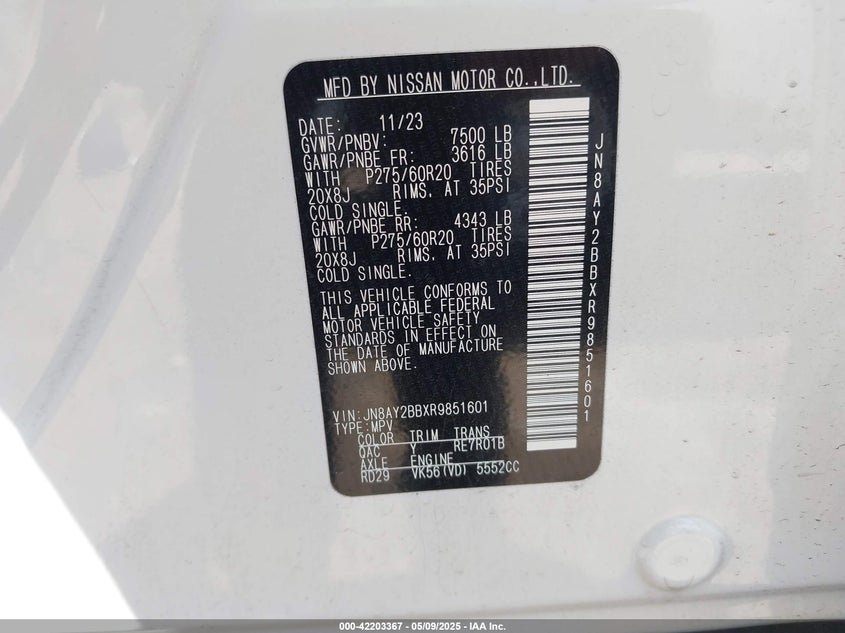 MFD BY NISSAN MOTOR CO.,LTD.
DATE: 11/23
GVWR/PNBV: 7500 LB
GAWR/PNBE FR: 3616 LB
WITH P275/60R20 TIRES
20X8J RIMS. AT 35PSI
COLD SINGLE.
GAWR/PNBE RR: 4343 LB
WITH P275/60R20 TIRES
20X8J RIMS. AT 35PSI
COLD SINGLE.
THIS VEHICLE CONFORMS TO
ALL APPLICABLE FEDERAL
MOTOR VEHICLE SAFETY
STANDARDS IN EFFECT ON
THE DATE OF MANUFACTURE
SHOWN ABOVE.
VIN:JN8AY2BBXR9851601
TYPE:MPV
COLOR TRIM TRANS
QAC Y RE7R01B
AXLE ENGINE
RD29 VK56(VD) 5552CC
JN8AY2BBXR9851601
000-42203367 - 05/09/2025 - IAA Inc.